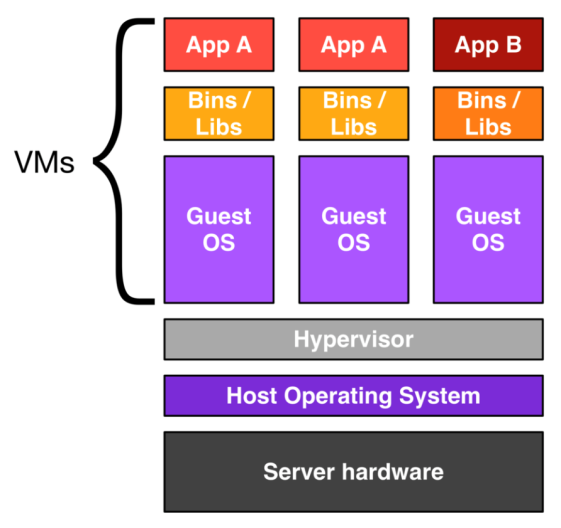 App A
App A
App B
Bins /
Libs
Bins /
Libs
Bins /
Libs
VMs
Guest
OS
Guest
OS
Guest
OS
Hypervisor
Host Operating System
Server hardware